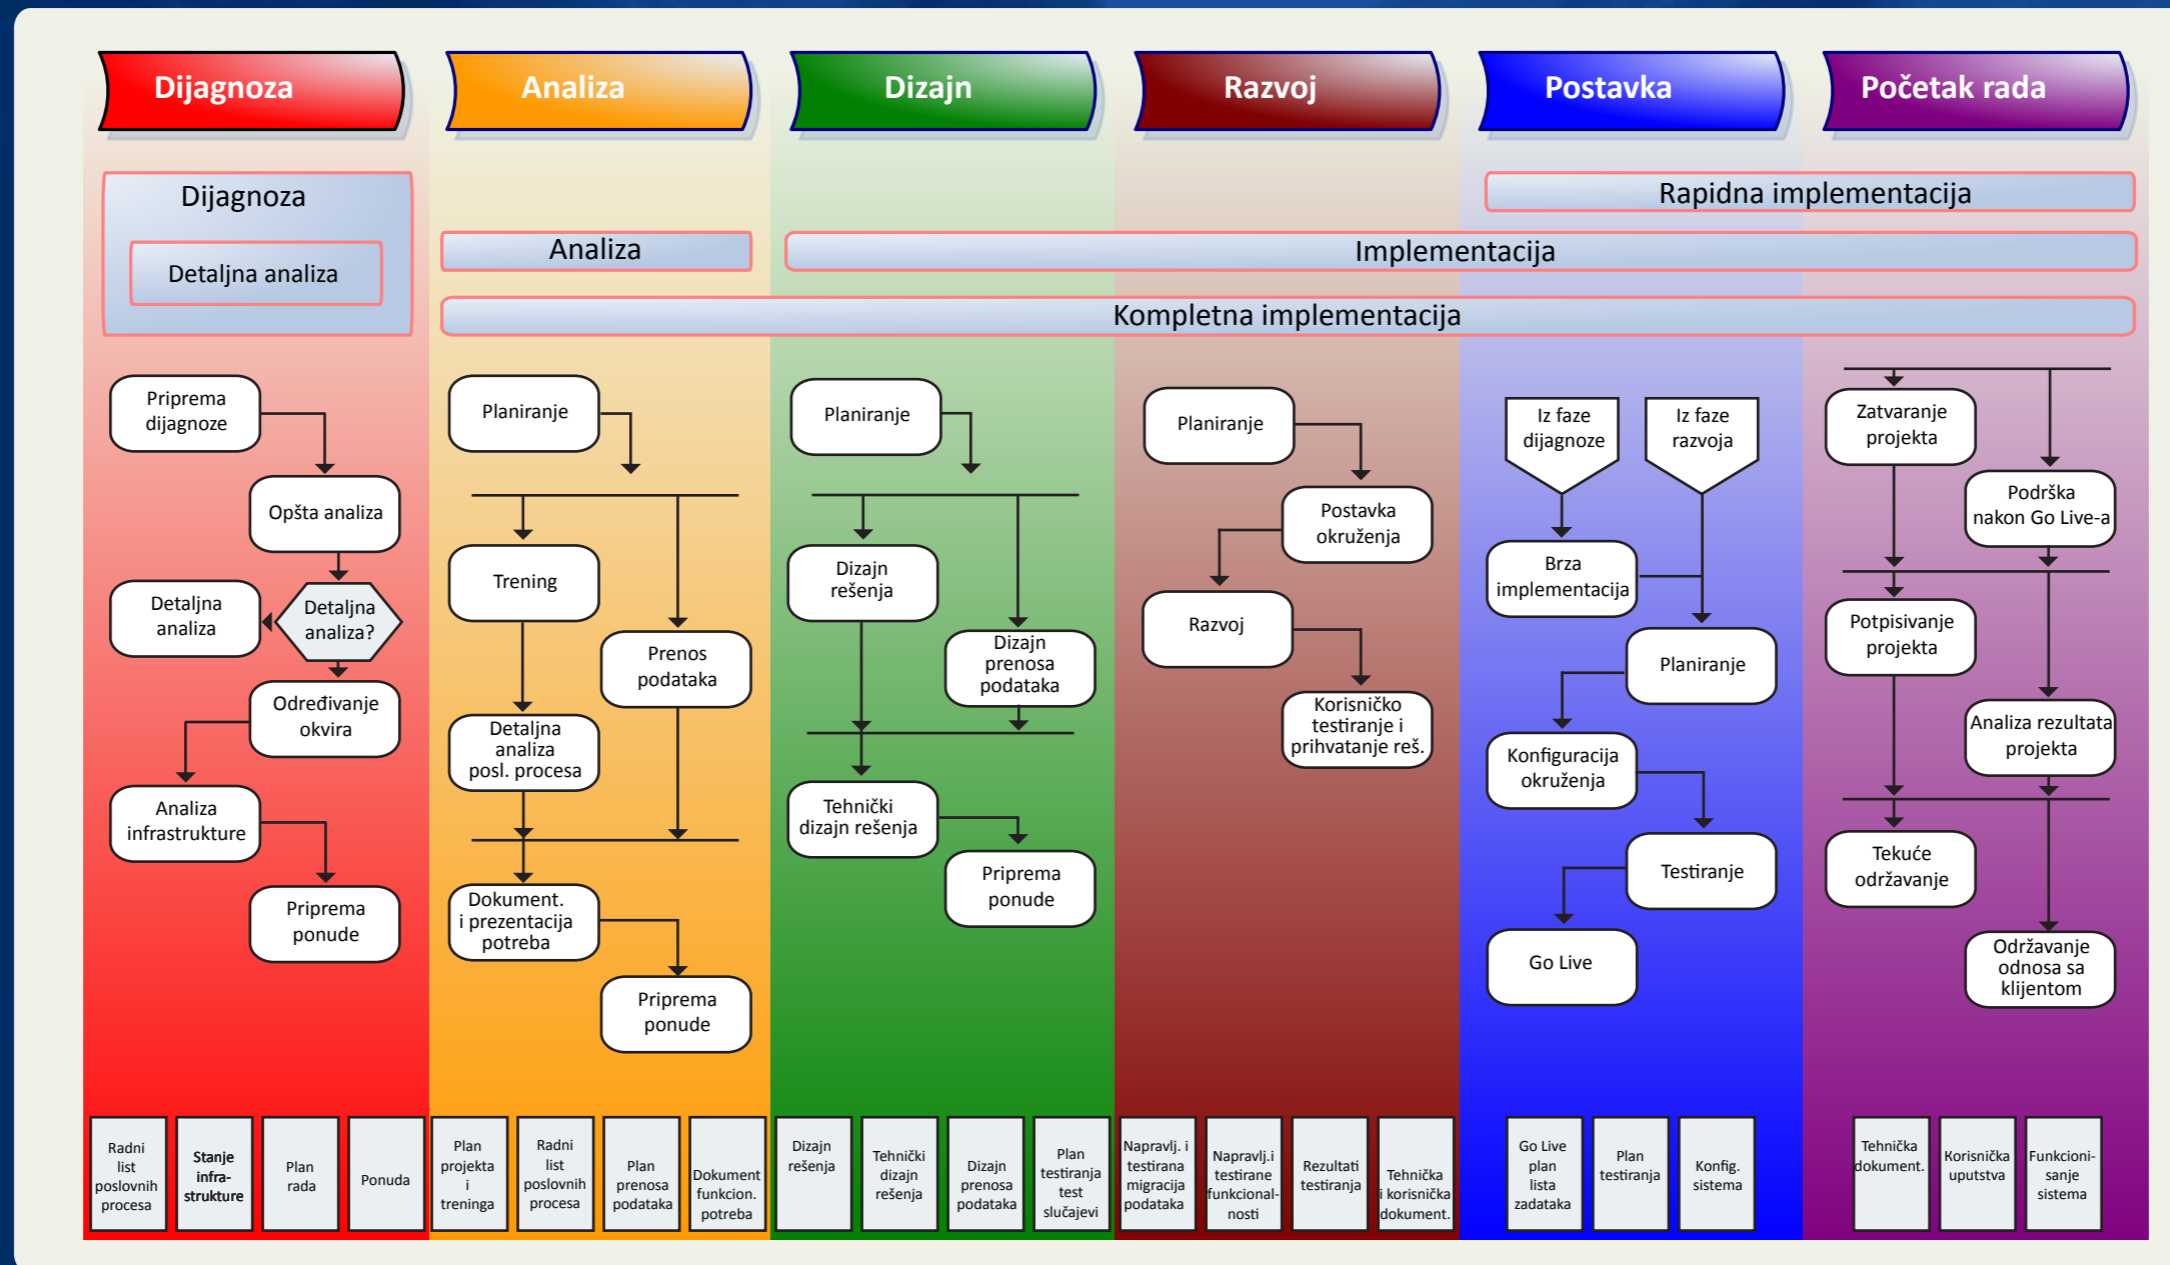 Dijagnoza
Analiza
Dizajn
Razvoj
Postavka
Početak rada
Dijagnoza
Detaljna analiza
Rapidna implementacija
Analiza
Implementacija
Kompletna implementacija
Priprema
dijagnoze
Opšta analiza
Detaljna
analiza?
Detaljna
analiza
Određivanje
okvira
Analiza
infrastrukture
Priprema
ponude
Planiranje
Trening
Prenos
podataka
Detaljna
analiza
posl. procesa
Dokument.
i prezentacija
potreba
Priprema
ponude
Planiranje
Dizajn
rešenja
Dizajn
prenosa
podataka
Tehnički
dizajn rešenja
Priprema
ponude
Planiranje
Postavka
okruženja
Razvoj
Korisničko
testiranje i
prihvatanje reš.
Iz faze
dijagnoze
Iz faze
razvoja
Brza
implementacija
Planiranje
Konfiguracija
okruženja
Testiranje
Go Live
Zatvaranje
projekta
Podrška
nakon Go Live-a
Potpisivanje
projekta
Analiza rezultata
projekta
Tekuće
održavanje
Održavanje
odnosa sa
klijentom
Radni
list
poslovnih
procesa
Stanje
infra-
strukture
Plan
rada
Ponuda
Plan
projekta
i
treninga
Radni
list
poslovnih
procesa
Plan
prenosa
podataka
Dokument
funkcion.
potreba
Dizajn
rešenja
Tehnički
dizajn
rešenja
Dizajn
prenosa
podataka
Plan
testiranja
test
slučajevi
Napravlj. i
testirana
migracija
podataka
Napravlj.i
testirane
funkcional-
nosti
Rezultati
testiranja
Tehnička
i korisnička
dokument.
Go Live
plan
lista
zadataka
Plan
testiranja
Konfig.
sistema
Tehnička
dokument.
Korisnička
uputstva
Funkcioni-
sanje
sistema